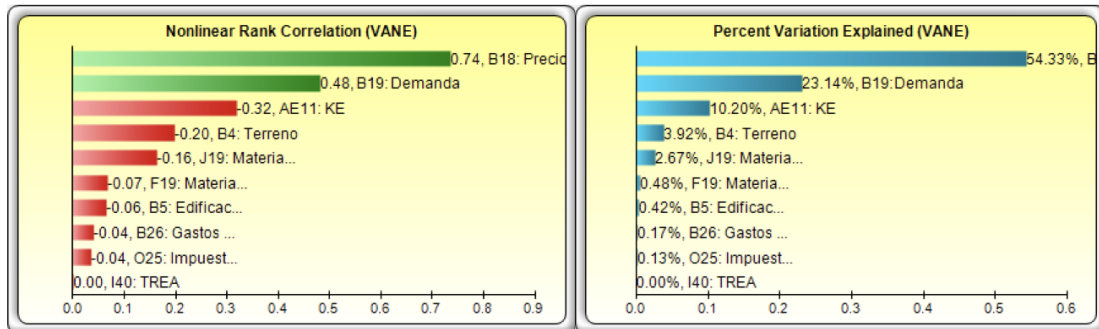 Nonlinear Rank Correlation (VANE)
0.74, B18: Precio
0.48, B19: Demanda
-0.32, AE11: KE
-0.20, B4: Terreno
-0.16, J19: Materia...
-0.07, F19: Materia...
-0.06, B5: Edificac...
-0.04, B26: Gastos ...
-0.04, O25: Impuest...
0.00, I40: TREA
0.0 0.1 0.2 0.3 0.4 0.5 0.6 0.7 0.8 0.9
Percent Variation Explained (VANE)
54.33%, B
23.14%, B19: Demanda
10.20%, AE11: KE
3.92%, B4: Terreno
2.67%, J19: Materia...
0.48%, F19: Materia...
0.42%, B5: Edificac...
0.17%, B26: Gastos ...
0.13%, O25: Impuest...
0.00%, I40: TREA
0.0 0.1 0.2 0.3 0.4 0.5 0.6